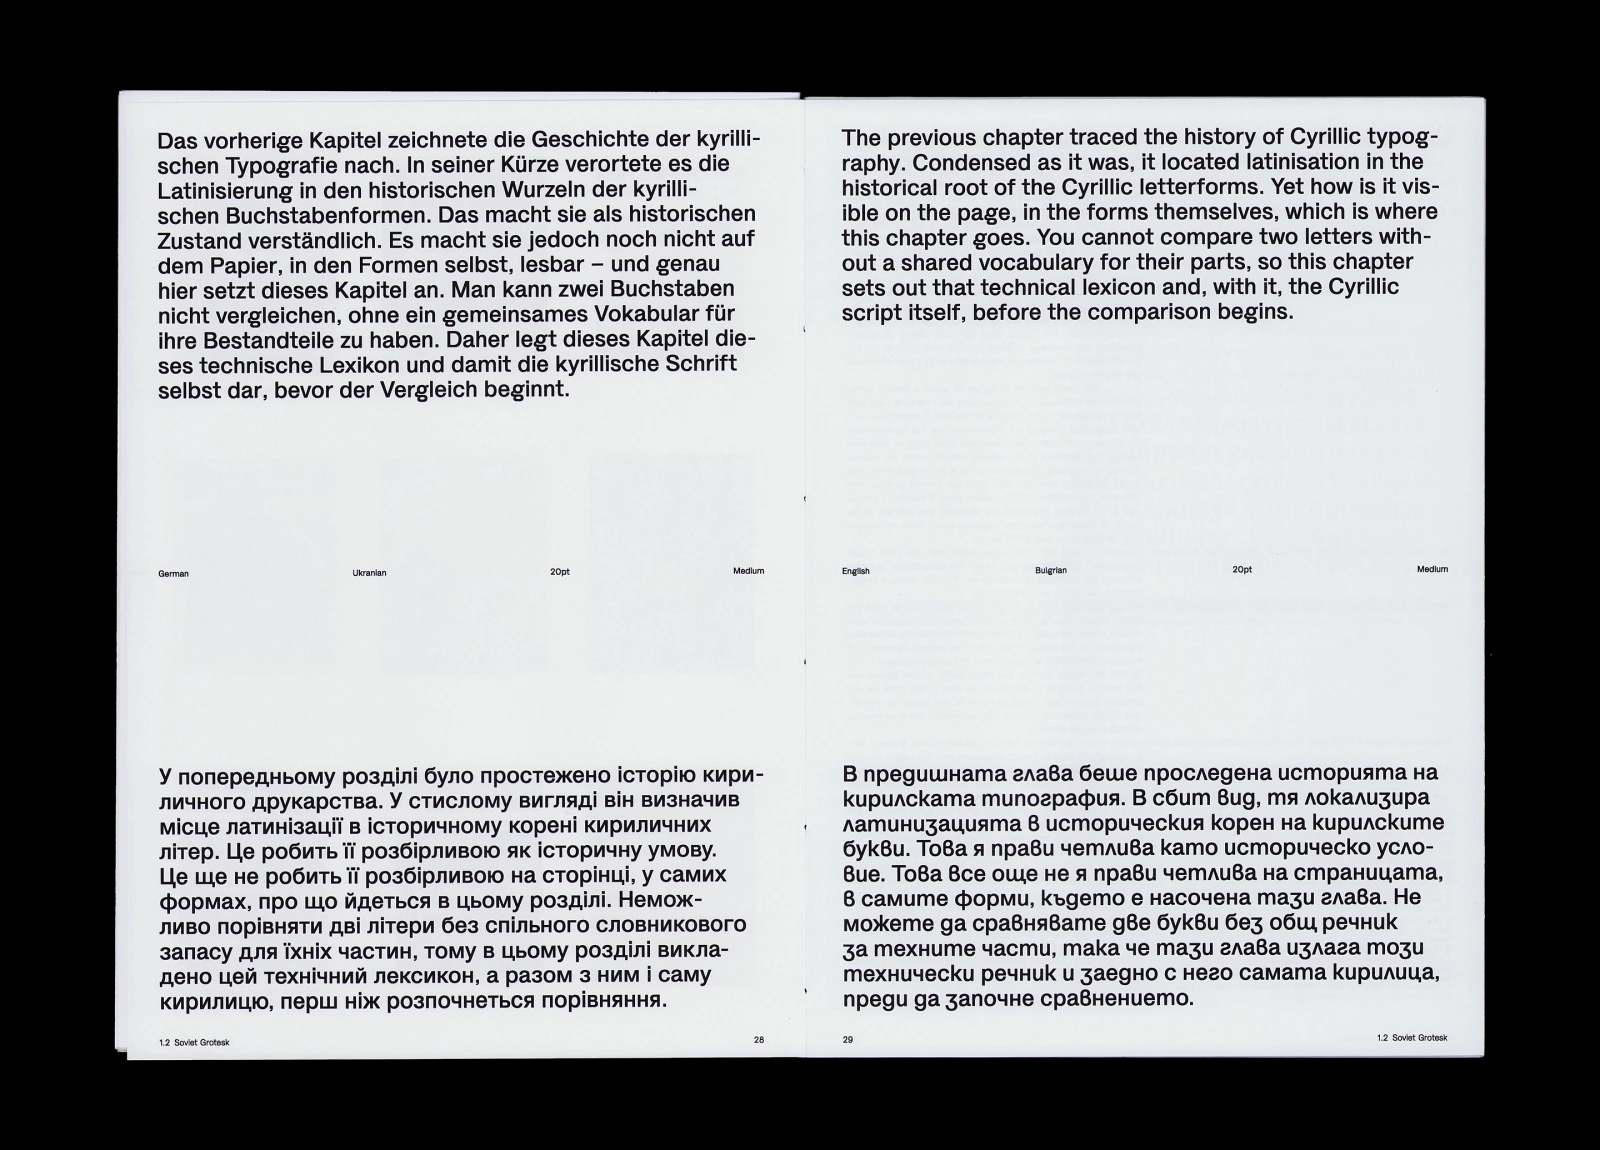 Das vorherige Kapitel zeichnete die Geschichte der kyrilli-
schen Typografie nach. In seiner Kürze verortete es die
Latinisierung in den historischen Wurzeln der kyrilli-
schen Buchstabenformen. Das macht sie als historischen
Zustand verständlich. Es macht sie jedoch noch nicht auf
dem Papier, in den Formen selbst, lesbar – und genau
hier setzt dieses Kapitel an. Man kann zwei Buchstaben
nicht vergleichen, ohne ein gemeinsames Vokabular für
ihre Bestandteile zu haben. Daher legt dieses Kapitel die-
ses technische Lexikon und damit die kyrillische Schrift
selbst dar, bevor der Vergleich beginnt.
German Ukranian 20pt Medium
У попередньому розділі було простежено історію кири-
личного друкарства. У стислому вигляді він визначив
місце латинізації в історичному корені кириличних
літер. Це робить її розбірливою як історичну умову.
Це ще не робить її розбірливою на сторінці, у самих
формах, про що йдеться в цьому розділі. Немож-
ливо порівняти дві літери без спільного словникового
запасу для їхніх частин, тому в цьому розділі викла-
дено цей технічний лексикон, а разом з ним і саму
кирилицю, перш ніж розпочнеться порівняння.
1.2 Soviet Grotesk 28
The previous chapter traced the history of Cyrillic typog-
raphy. Condensed as it was, it located latinisation in the
historical root of the Cyrillic letterforms. Yet how is it vis-
ible on the page, in the forms themselves, which is where
this chapter goes. You cannot compare two letters with-
out a shared vocabulary for their parts, so this chapter
sets out that technical lexicon and, with it, the Cyrillic
script itself, before the comparison begins.
English Bulgrian 20pt Medium
В предишната глава беше проследена историята на
кирилската типография. В сбит вид, тя локализира
латинизацията в историческия корен на кирилските
букви. Това я прави четлива като историческо усло-
вие. Това все още не я прави четлива на страницата,
в самите форми, където е насочена тази глава. Не
можете да сравнявате две букви без общ речник
за техните части, така че тази глава излага този
технически речник и заедно с него самата кирилица,
преди да започне сравнението.
29 1.2 Soviet Grotesk